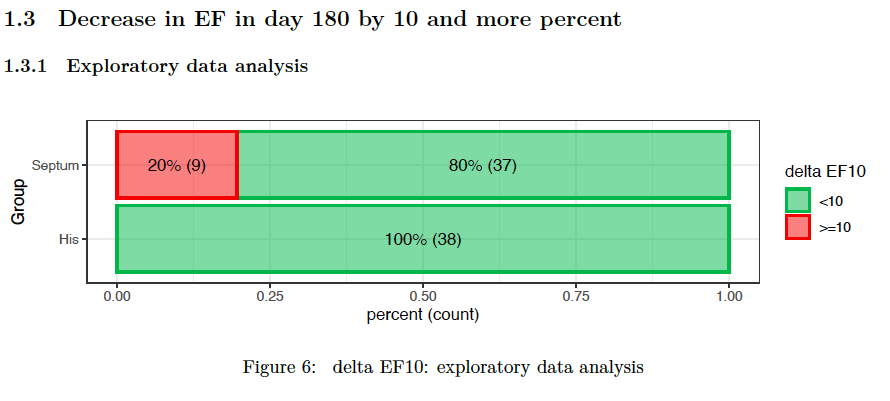 1.3 Decrease in EF in day 180 by 10 and more percent
1.3.1 Exploratory data analysis
Septum
20% (9)
80% (37)
His
100% (38)
Group
0.00 0.25 0.50 0.75 1.00
percent (count)
delta EF10
<10
>=10
Figure 6: delta EF10: exploratory data analysis